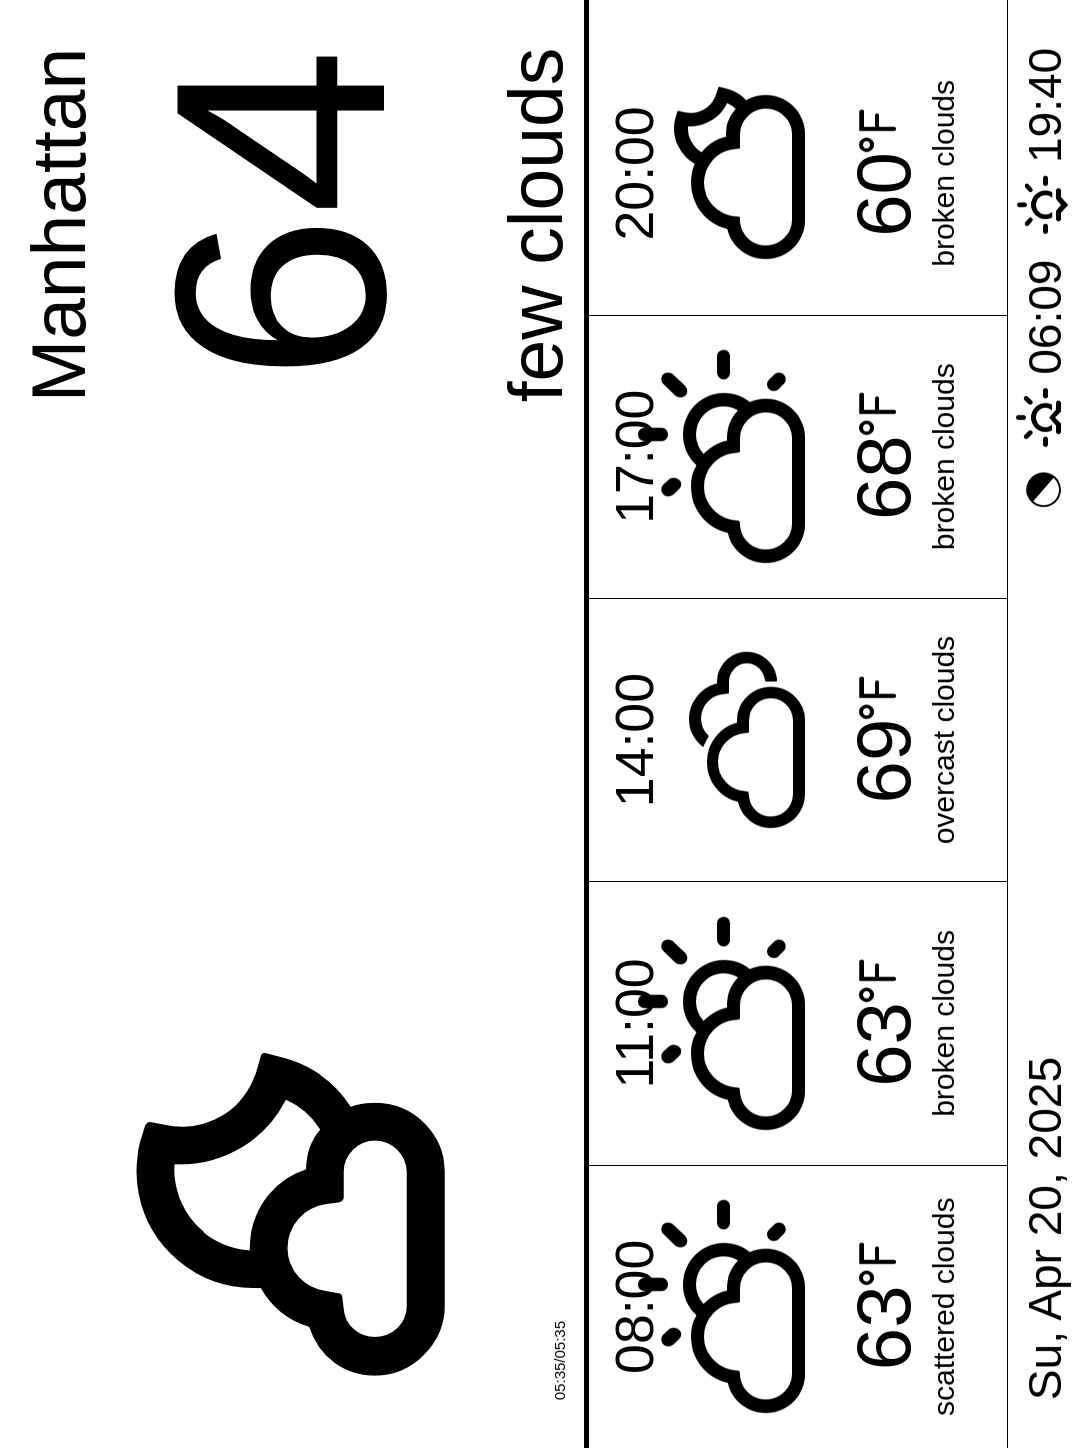 Manhattan
64
few clouds
05:35/05:35
08:00
63°F
scattered clouds
11:00
63°F
broken clouds
14:00
69°F
overcast clouds
17:00
68°F
broken clouds
20:00
60°F
broken clouds
Su, Apr 20, 2025
06:09
19:40